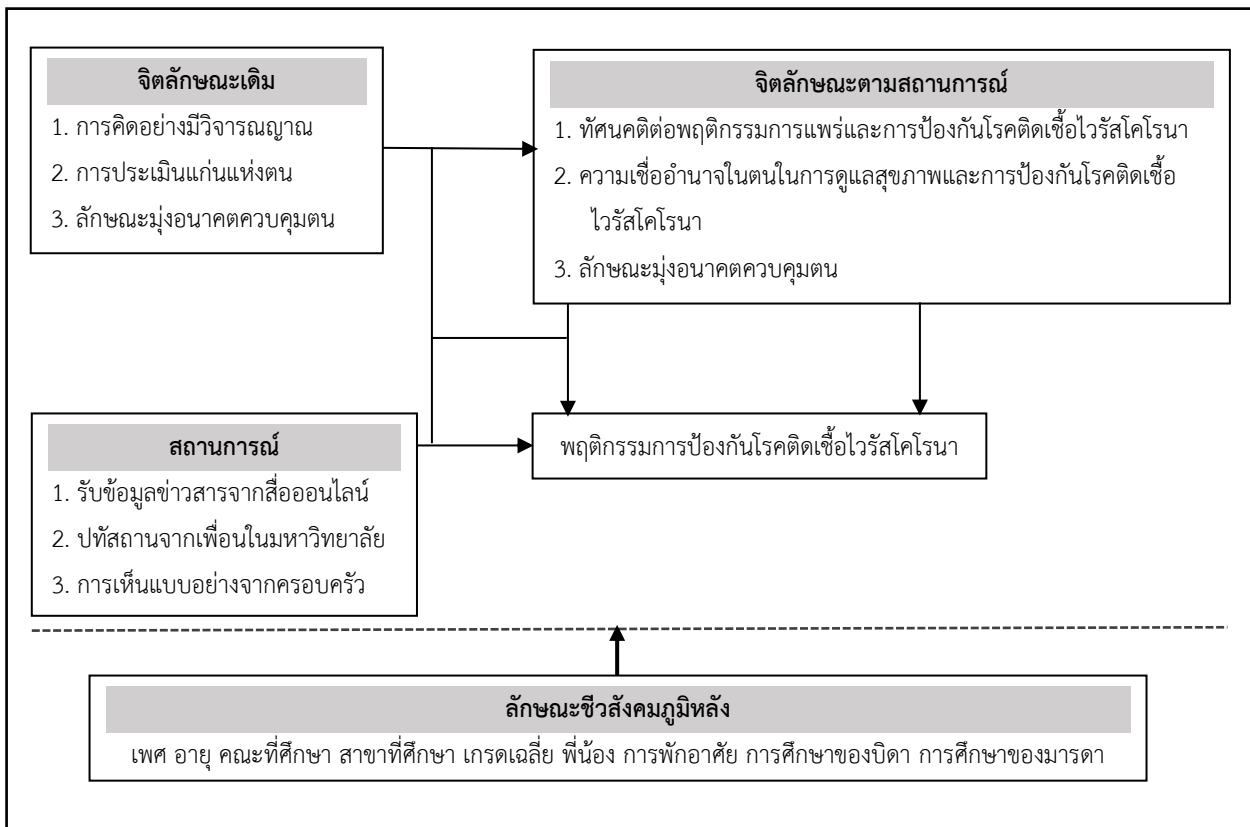 จิตลักษณะเดิม
1. การคิดอย่างมีวิจารณญาณ
2. การประเมินแก่นแห่งตน
3. ลักษณะมุ่งอนาคตควบคุมตน
จิตลักษณะตามสถานการณ์
1. ทัศนคติต่อพฤติกรรมการแพร่และการป้องกันโรคติดเชื้อไวรัสโคโรนา
2. ความเชื่ออำนาจในตนในการดูแลสุขภาพและการป้องกันโรคติดเชื้อ
ไวรัสโคโรนา
3. ลักษณะมุ่งอนาคตควบคุมตน
สถานการณ์
1. รับข้อมูลข่าวสารจากสื่อออนไลน์
2. ปทัสถานจากเพื่อนในมหาวิทยาลัย
3. การเห็นแบบอย่างจากครอบครัว
พฤติกรรมการป้องกันโรคติดเชื้อไวรัสโคโรนา
ลักษณะชีวสังคมภูมิหลัง
เพศ อายุ คณะที่ศึกษา สาขาที่ศึกษา เกรดเฉลี่ย พี่น้อง การพักอาศัย การศึกษาของบิดา การศึกษาของมารดา